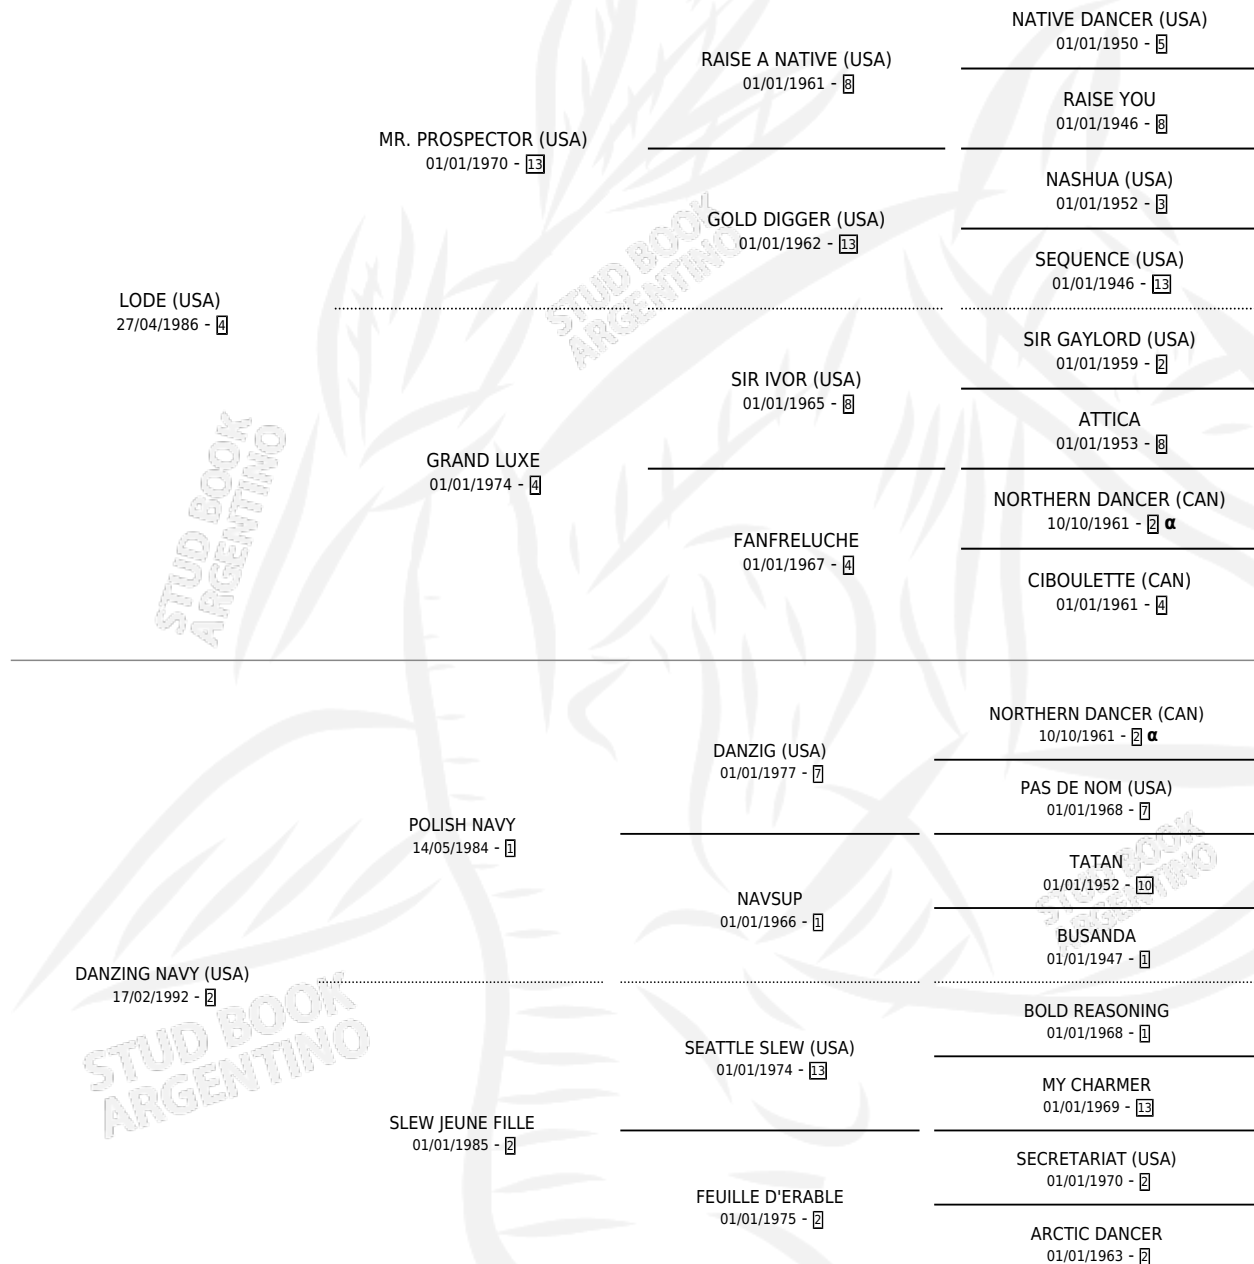 NATIVE DANCER (USA)
01/01/1950 - 5
RAISE A NATIVE (USA)
01/01/1961 - 8
RAISE YOU
01/01/1946 - 8
MR. PROSPECTOR (USA)
01/01/1970 - 13
NASHUA (USA)
01/01/1952 - 3
GOLD DIGGER (USA)
01/01/1962 - 13
SEQUENCE (USA)
01/01/1946 - 13
LODE (USA)
27/04/1986 - 4
SIR GAYLORD (USA)
01/01/1959 - 2
SIR IVOR (USA)
01/01/1965 - 8
ATTICA
01/01/1953 - 8
GRAND LUXE
01/01/1974 - 4
NORTHERN DANCER (CAN)
10/10/1961 - 2 α
FANFRELUCHE
01/01/1967 - 4
CIBOULETTE (CAN)
01/01/1961 - 4
NORTHERN DANCER (CAN)
10/10/1961 - 2 α
DANZIG (USA)
01/01/1977 - 7
PAS DE NOM (USA)
01/01/1968 - 7
POLISH NAVY
14/05/1984 - 1
TATAN
01/01/1952 - 10
NAVSUP
01/01/1966 - 1
BUSANDA
01/01/1947 - 1
DANZING NAVY (USA)
17/02/1992 - 2
BOLD REASONING
01/01/1968 - 1
SEATTLE SLEW (USA)
01/01/1974 - 13
MY CHARMER
01/01/1969 - 13
SLEW JEUNE FILLE
01/01/1985 - 2
SECRETARIAT (USA)
01/01/1970 - 2
FEUILLE D'ERABLE
01/01/1975 - 2
ARCTIC DANCER
01/01/1963 - 2
STUD BOOK
ARGENTINO
STUD BOOK
ARGENTINO
STUD BOOK
ARGENTINO
STUD BOOK
ARGENTINO